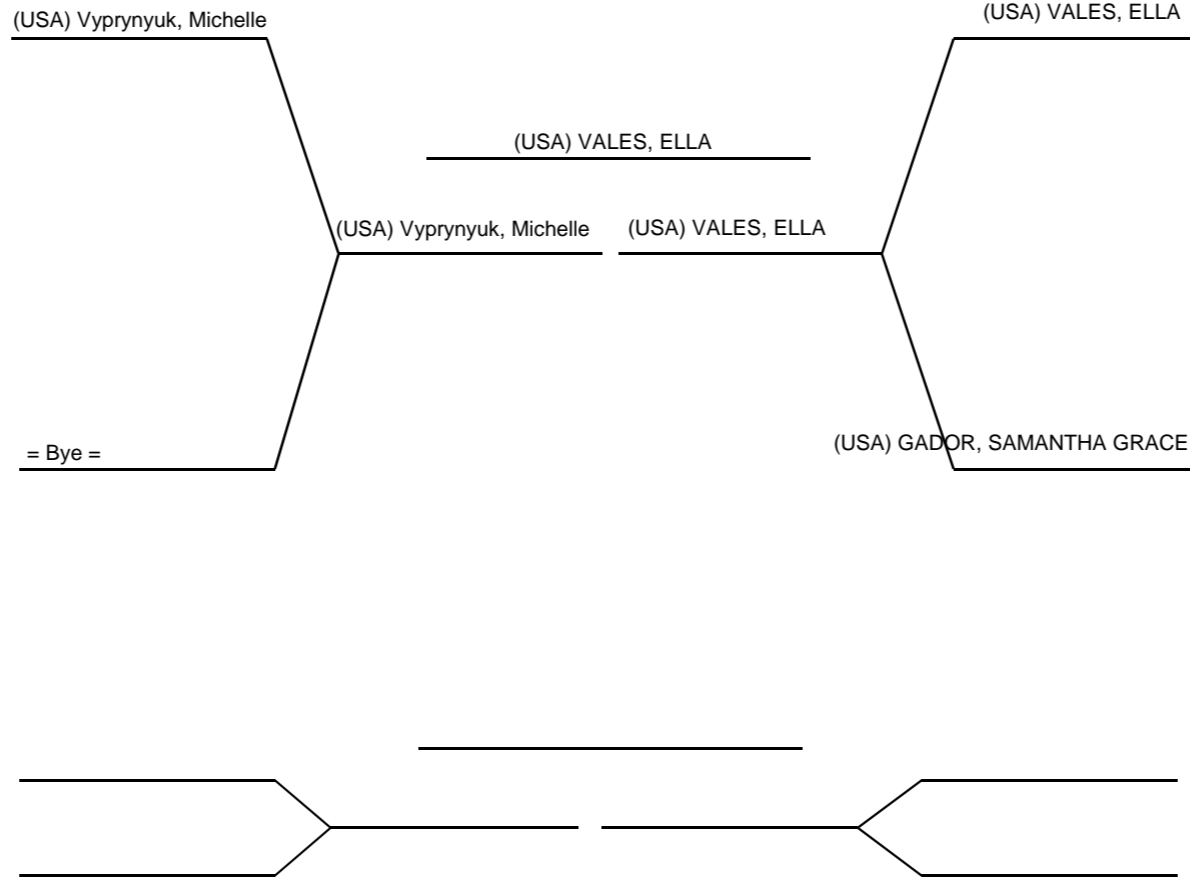 (USA) Vyprynyuk, Michelle
(USA) VALES, ELLA
(USA) VALES, ELLA
(USA) Vyprynyuk, Michelle
(USA) VALES, ELLA
= Bye =
(USA) GADOR, SAMANTHA GRACE